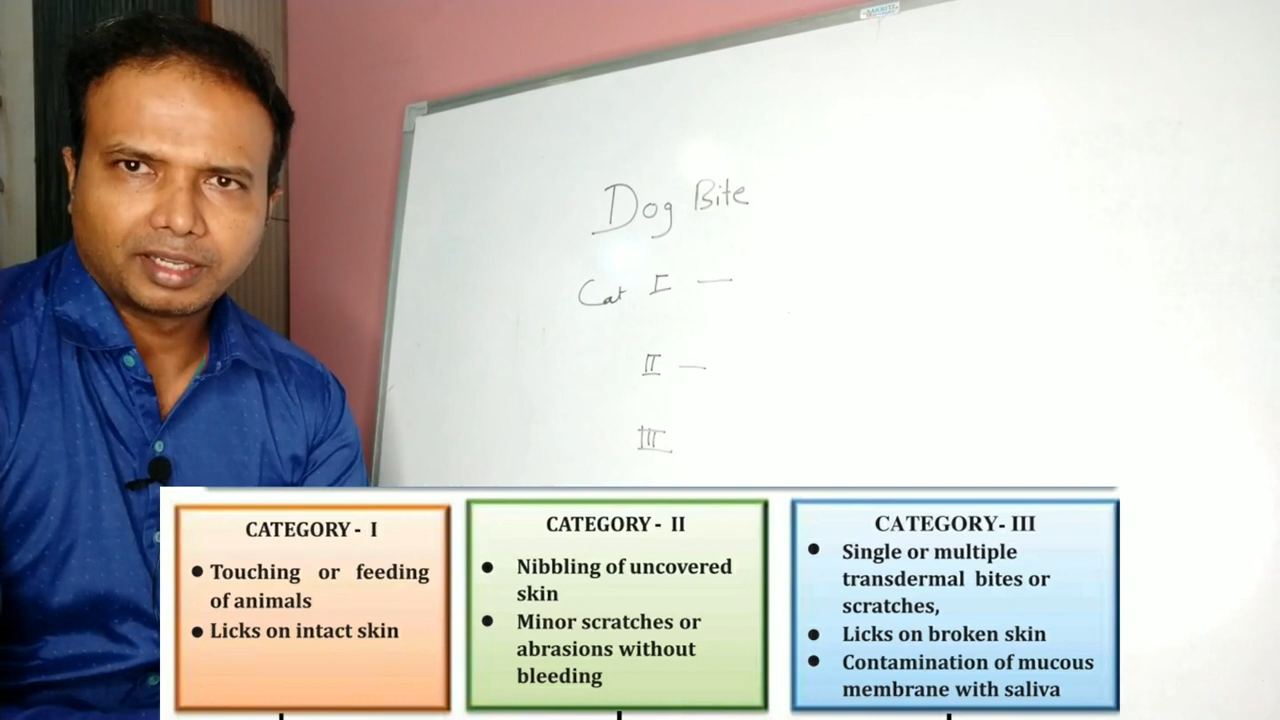 Dog Bite
Cat I —
II —
III
CATEGORY - I
● Touching or feeding
of animals
● Licks on intact skin
CATEGORY - II
● Nibbling of uncovered
skin
● Minor scratches or
abrasions without
bleeding
CATEGORY- III
● Single or multiple
transdermal bites or
scratches,
● Licks on broken skin
● Contamination of mucous
membrane with saliva